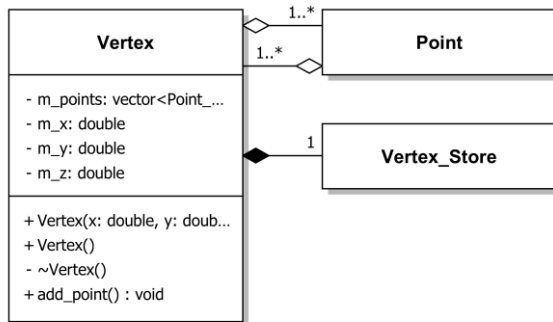 Vertex
1..*
Point
1..*
- m_points: vector<Point_...
- m_x: double
- m_y: double
- m_z: double
1
Vertex_Store
+ Vertex(x: double, y: doub...
+ Vertex()
- ~Vertex()
+ add_point() : void